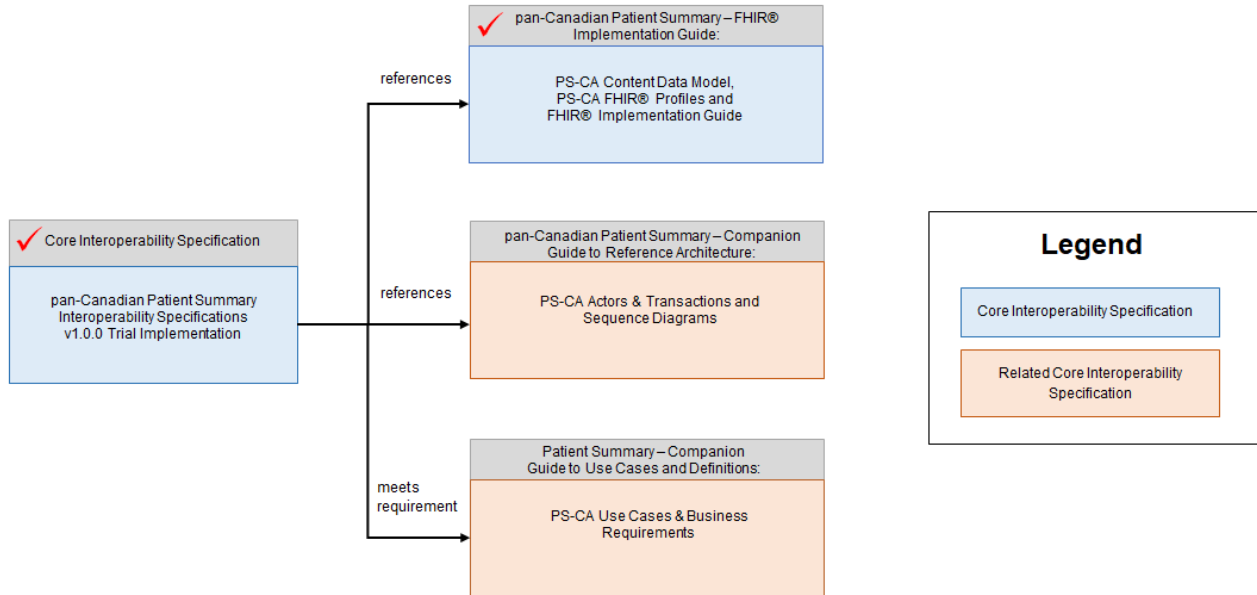 pan-Canadian Patient Summary – FHIR®
Implementation Guide:
references
PS-CA Content Data Model,
PS-CA FHIR® Profiles and
FHIR® Implementation Guide
Core Interoperability Specification
pan-Canadian Patient Summary
Interoperability Specifications
v1.0.0 Trial Implementation
pan-Canadian Patient Summary – Companion
Guide to Reference Architecture:
references
PS-CA Actors & Transactions and
Sequence Diagrams
Patient Summary – Companion
Guide to Use Cases and Definitions:
meets
requirement
PS-CA Use Cases & Business
Requirements
Legend
Core Interoperability Specification
Related Core Interoperability
Specification